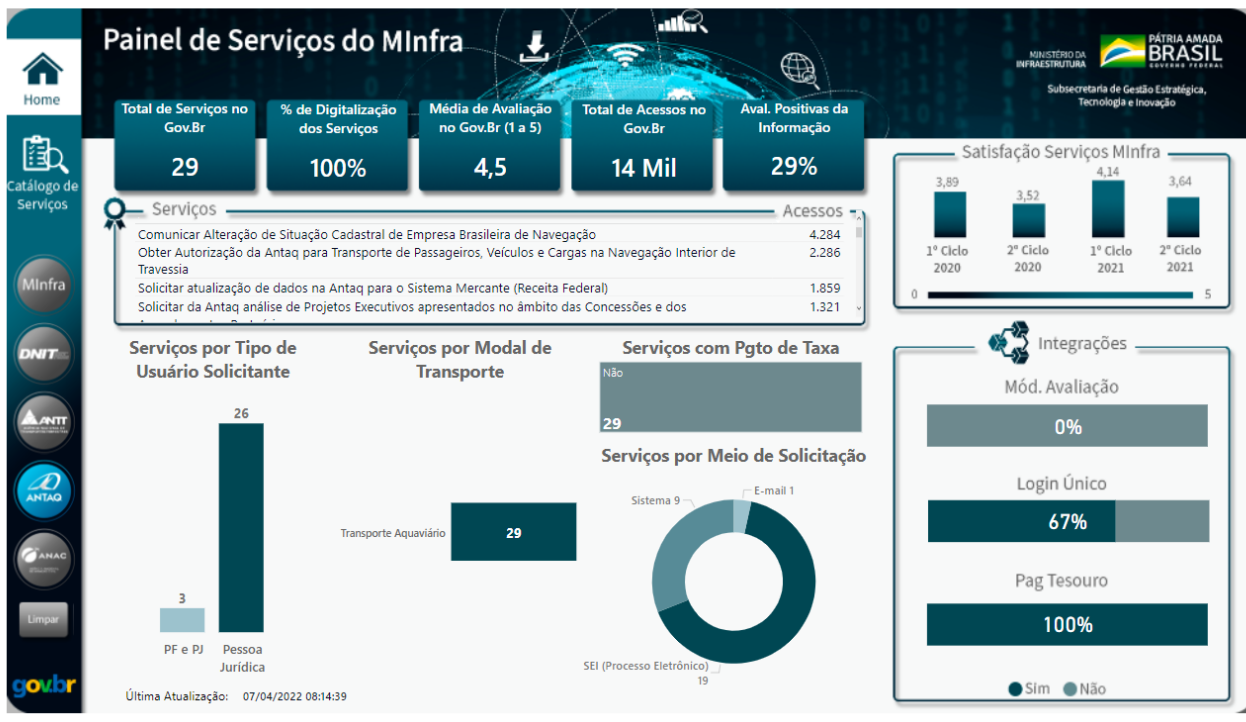 Painel de Serviços do MInfra
MINISTÉRIO DA
INFRAESTRUTURA
PÁTRIA AMADA
BRASIL
GOVERNO FEDERAL
Subsecretaria de Gestão Estratégica,
Tecnologia e Inovação
Home
Catálogo de
Serviços
MInfra
DNIT
ANTT
ANTAQ
ANAC
Limpar
gov.br
Total de Serviços no
Gov.Br
29
% de Digitalização
dos Serviços
100%
Média de Avaliação
no Gov.Br (1 a 5)
4,5
Total de Acessos no
Gov.Br
14 Mil
Aval. Positivas da
Informação
29%
Serviços Acessos
Comunicar Alteração de Situação Cadastral de Empresa Brasileira de Navegação 4.284
Obter Autorização da Antaq para Transporte de Passageiros, Veículos e Cargas na Navegação Interior de 2.286
Travessia
Solicitar atualização de dados na Antaq para o Sistema Mercante (Receita Federal) 1.859
Solicitar da Antaq análise de Projetos Executivos apresentados no âmbito das Concessões e dos 1.321
Satisfação Serviços MInfra
3,89 3,52 4,14 3,64
1º Ciclo 2º Ciclo 1º Ciclo 2º Ciclo
2020 2020 2021 2021
0 5
Serviços por Tipo de
Usuário Solicitante
26
3
PF e PJ Pessoa
Jurídica
Serviços por Modal de
Transporte
Transporte Aquaviário 29
Serviços com Pgto de Taxa
Não
29
Serviços por Meio de Solicitação
Sistema 9
E-mail 1
SEI (Processo Eletrônico)
19
Integrações
Mód. Avaliação
0%
Login Único
67%
Pag Tesouro
100%
Sim Não
Última Atualização: 07/04/2022 08:14:39